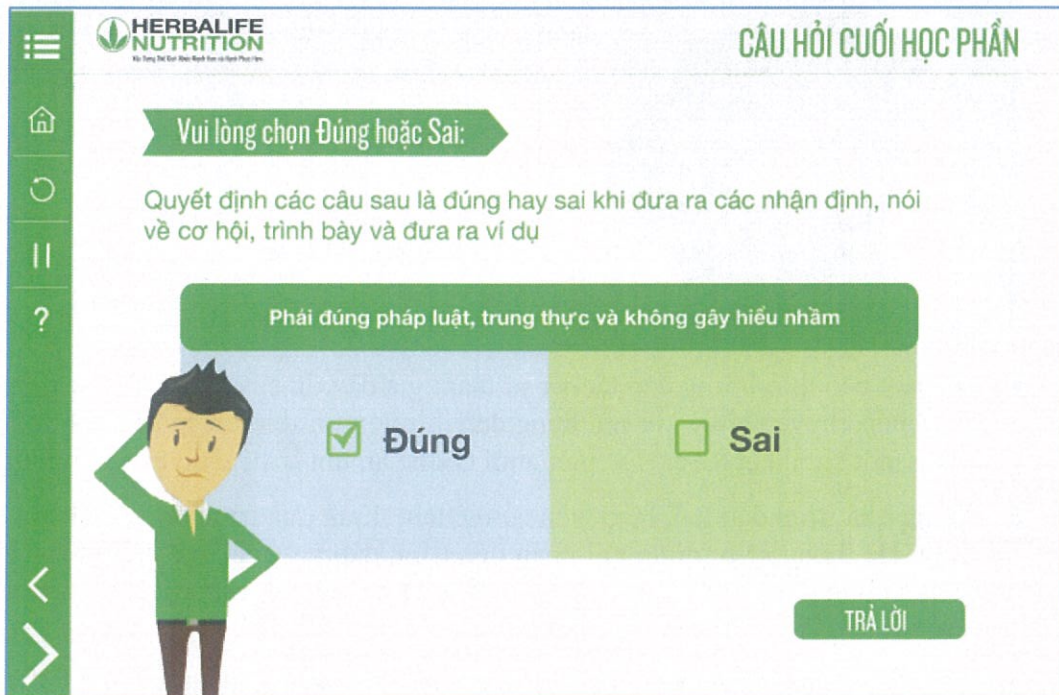 HERBALIFE
NUTRITION
CÂU HỎI CUỐI HỌC PHẦN
Vui lòng chọn Đúng hoặc Sai:
Quyết định các câu sau là đúng hay sai khi đưa ra các nhận định, nói
về cơ hội, trình bày và đưa ra ví dụ
?
Phải đúng pháp luật, trung thực và không gây hiểu nhầm
Đúng
Sai
TRẢ LỜI